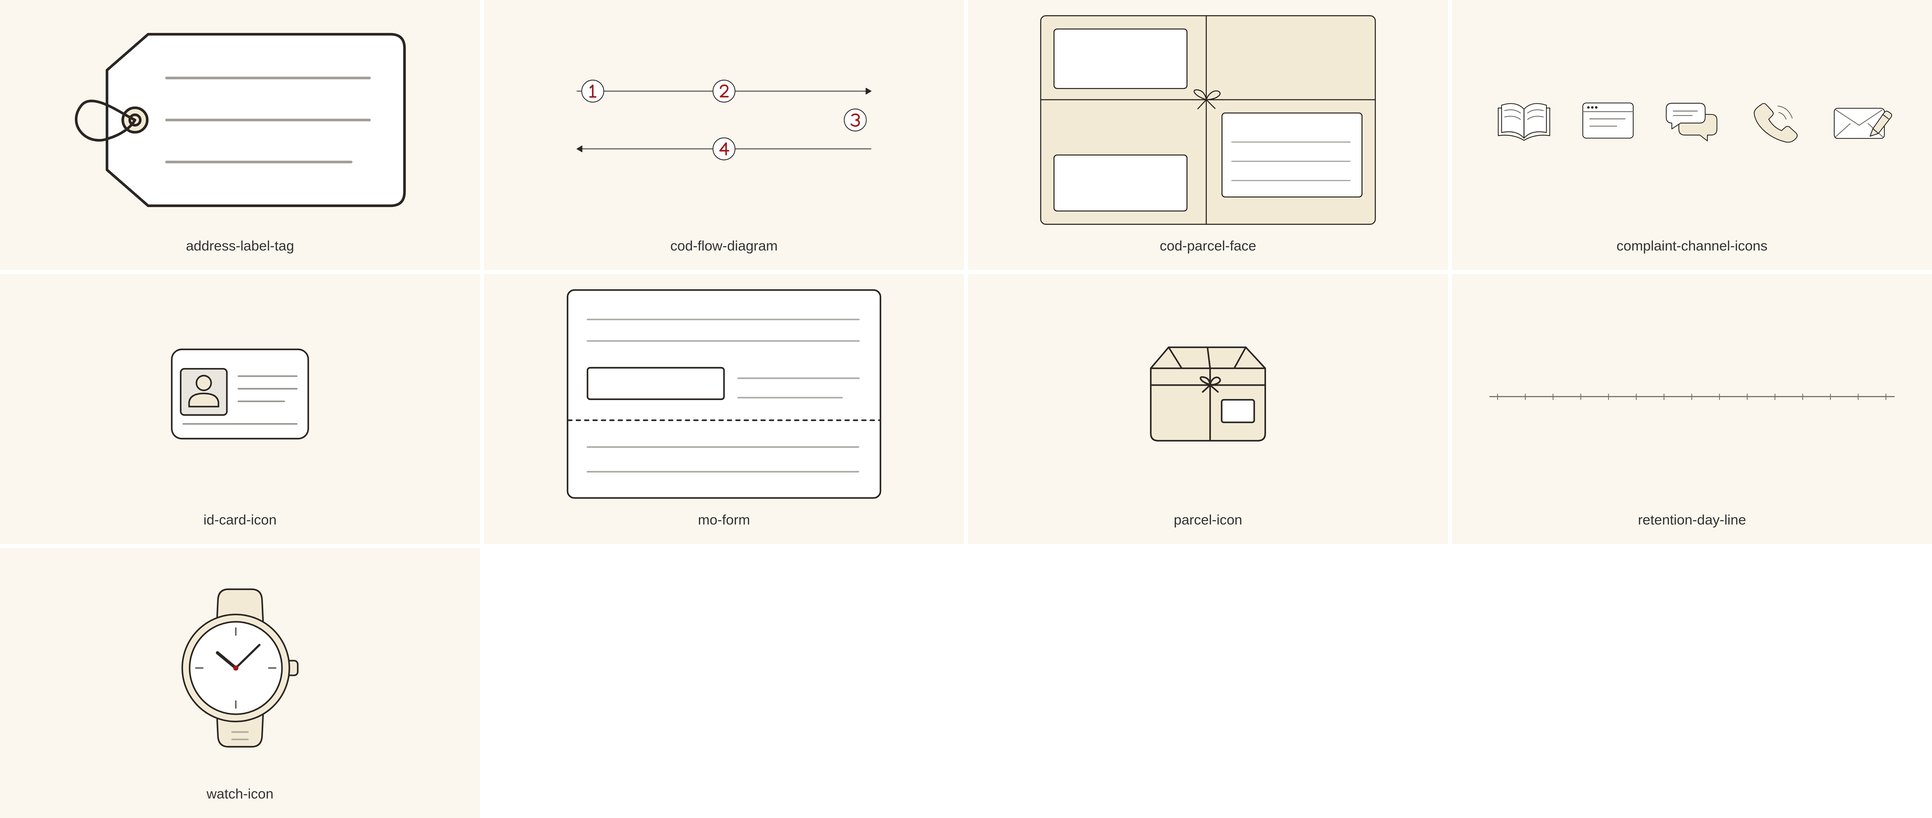 address-label-tag
1
2
3
4
cod-flow-diagram
cod-parcel-face
complaint-channel-icons
id-card-icon
mo-form
parcel-icon
retention-day-line
watch-icon